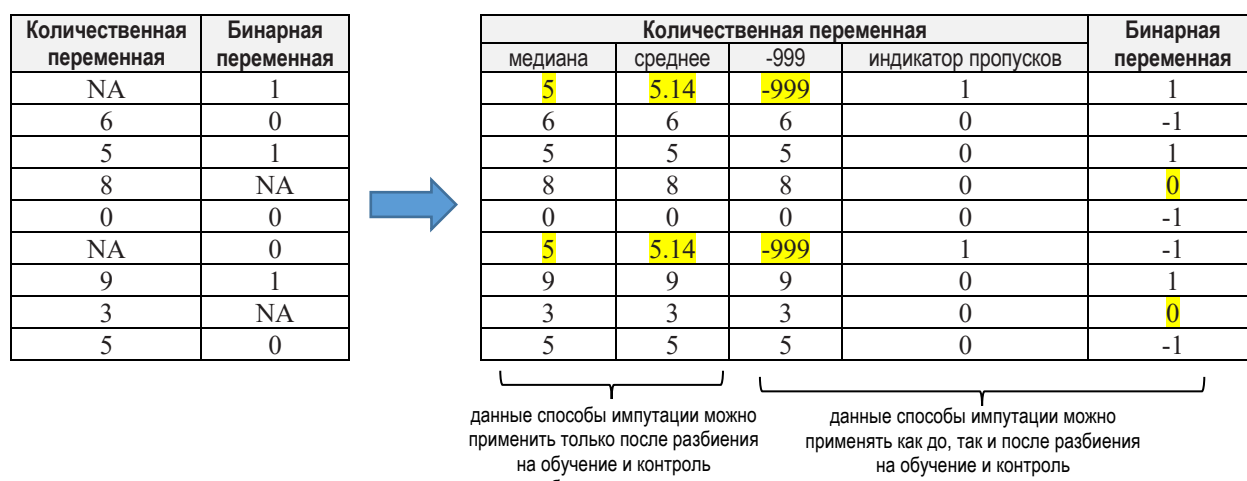 Количественная Бинарная
переменная переменная
NA 1
6 0
5 1
8 NA
0 0
NA 0
9 1
3 NA
5 0
Количественная переменная Бинарная
медиана среднее -999 индикатор пропусков переменная
5 5.14 -999 1 1
6 6 6 0 -1
5 5 5 0 1
8 8 8 0 0
0 0 0 0 -1
5 5.14 -999 1 -1
9 9 9 0 1
3 3 3 0 0
5 5 5 0 -1
данные способы импутации можно
применить только после разбиения
на обучение и контроль
данные способы импутации можно
применять как до, так и после разбиения
на обучение и контроль